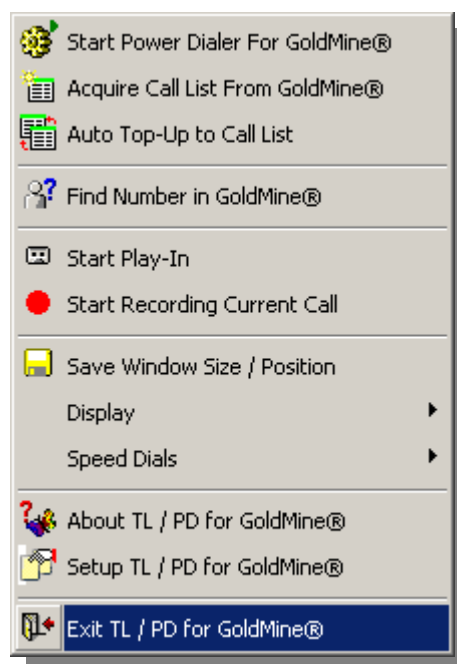 Start Power Dialer For GoldMine®
Acquire Call List From GoldMine®
Auto Top-Up to Call List
Find Number in GoldMine®
Start Play-In
Start Recording Current Call
Save Window Size / Position
Display
Speed Dials
About TL / PD for GoldMine®
Setup TL / PD for GoldMine®
Exit TL / PD for GoldMine®